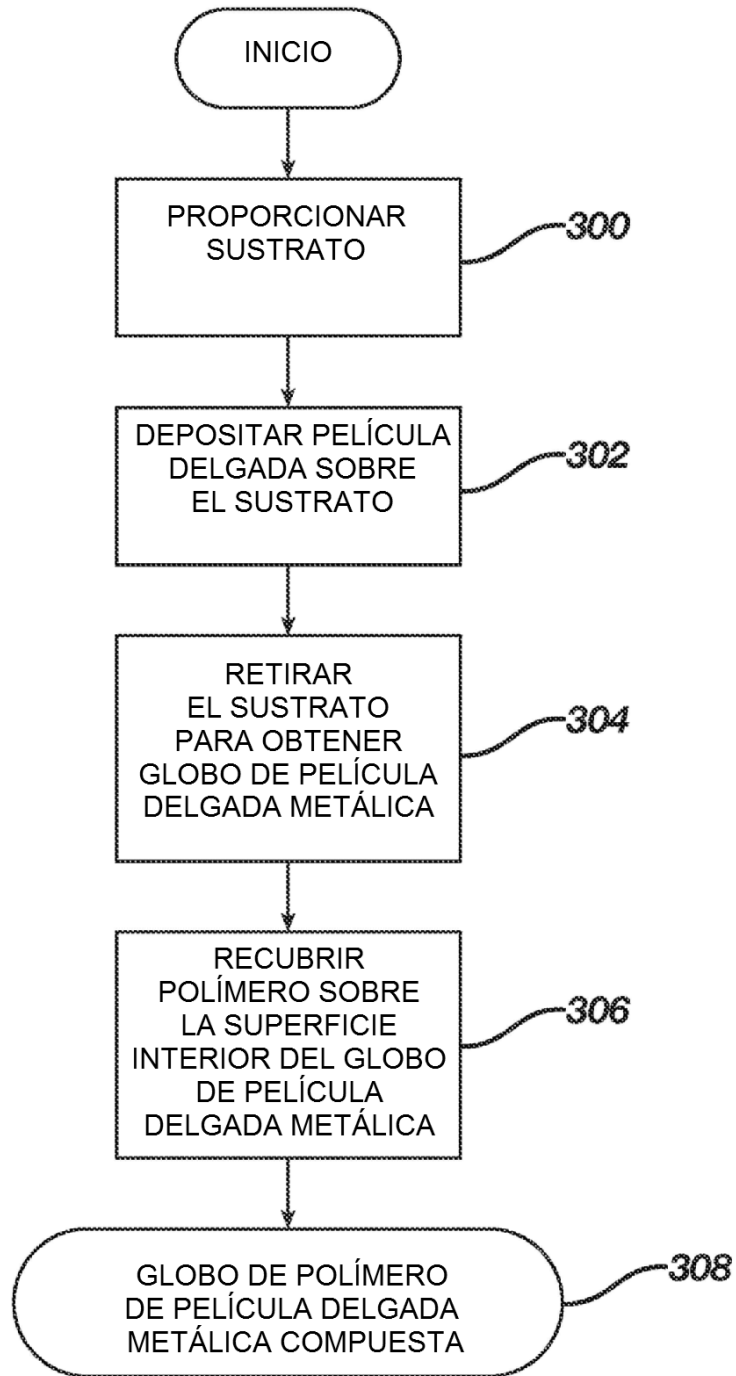 INICIO
PROPORCIONAR
SUSTRATO
300
DEPOSITAR PELÍCULA
DELGADA SOBRE
EL SUSTRATO
302
RETIRAR
EL SUSTRATO
PARA OBTENER
GLOBO DE PELÍCULA
DELGADA METÁLICA
304
RECUBRIR
POLÍMERO SOBRE
LA SUPERFICIE
INTERIOR DEL GLOBO
DE PELÍCULA
DELGADA METÁLICA
306
GLOBO DE POLÍMERO
DE PELÍCULA DELGADA
METÁLICA COMPUESTA
308